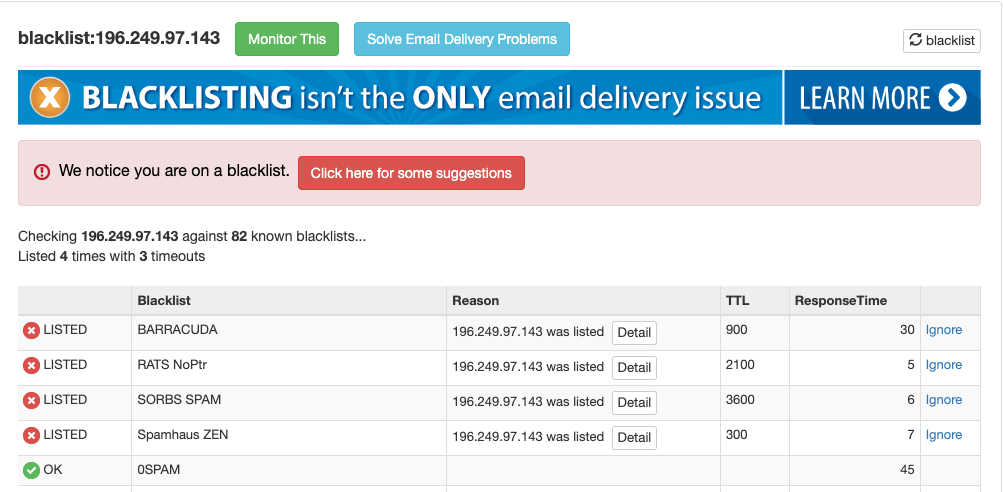 blacklist:196.249.97.143 Monitor This Solve Email Delivery Problems blacklist
BLACKLISTING isn't the ONLY email delivery issue LEARN MORE
We notice you are on a blacklist. Click here for some suggestions
Checking 196.249.97.143 against 82 known blacklists...
Listed 4 times with 3 timeouts
Blacklist Reason TTL ResponseTime
LISTED BARRACUDA 196.249.97.143 was listed Detail 900 30 Ignore
LISTED RATS NoPtr 196.249.97.143 was listed Detail 2100 5 Ignore
LISTED SORBS SPAM 196.249.97.143 was listed Detail 3600 6 Ignore
LISTED Spamhaus ZEN 196.249.97.143 was listed Detail 300 7 Ignore
OK 0SPAM 45